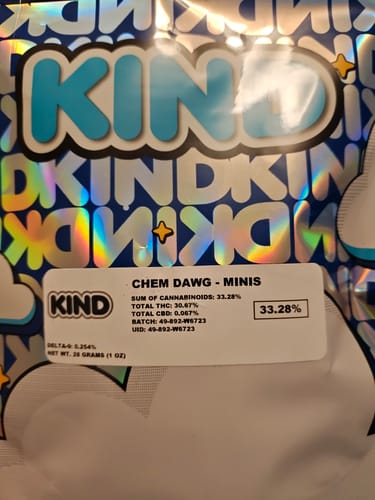 KIND
KINDKIN
KIND
CHEM DAWG - MINIS
SUM OF CANNABINOIDS: 33.28%
TOTAL THC: 30.67%
TOTAL CBD: 0.067%
BATCH: 49-892-W6723
UID: 49-892-W6723
33.28%
DELTA-9: 0.254%
NET WT. 28 GRAMS (1 OZ)